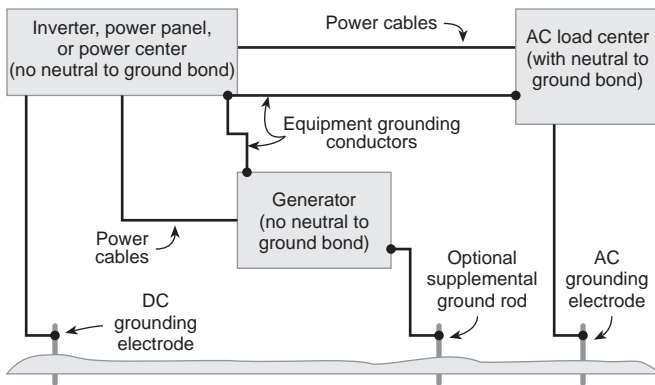 Inverter, power panel,
or power center
(no neutral to ground bond)
Power cables
AC load center
(with neutral to
ground bond)
Equipment grounding
conductors
Generator
(no neutral to
ground bond)
Power
cables
DC
grounding
electrode
Optional
supplemental
ground rod
AC
grounding
electrode